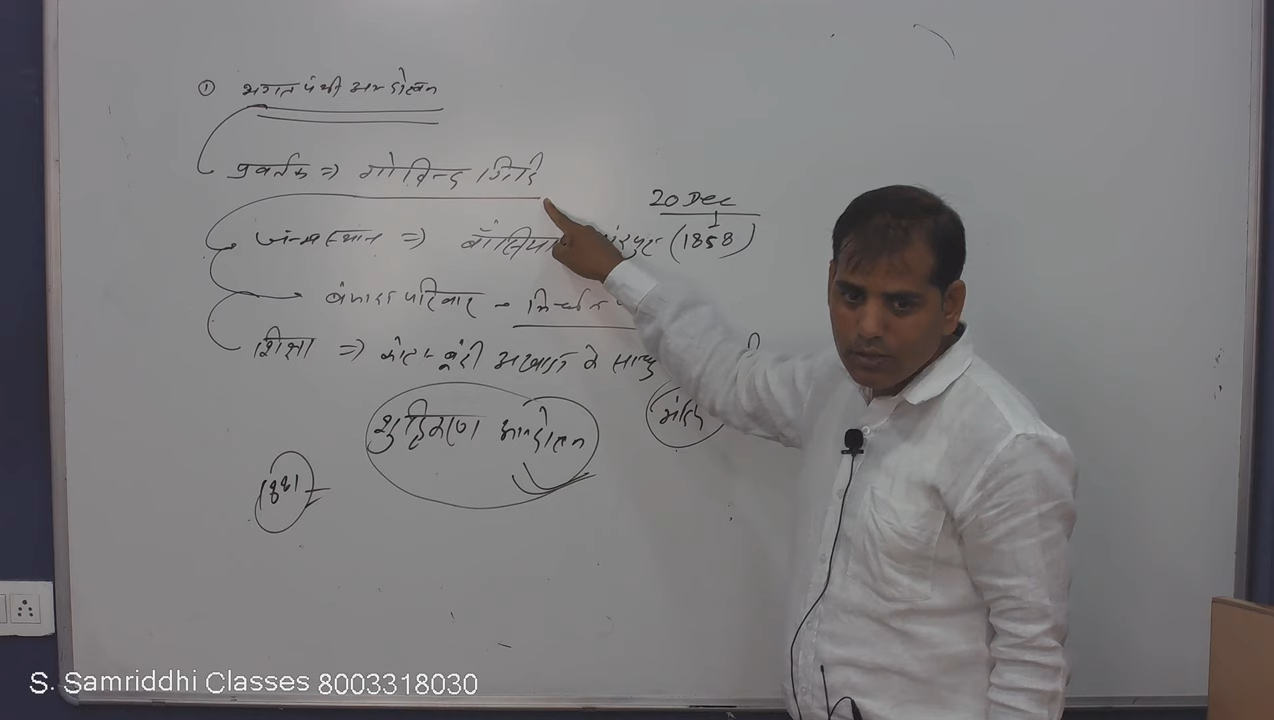 ① भगत पंथी आन्दोलन
प्रवर्तक => गोविन्द गिरि
20 Dec
जन्मस्थान => बाँसिया (1858)
बंजारा परिवार - निर्धन
शिक्षा => कोटा बूंदी अखाड़ा के साधु
शुद्धिकरण आन्दोलन
S. Samriddhi Classes 8003318030